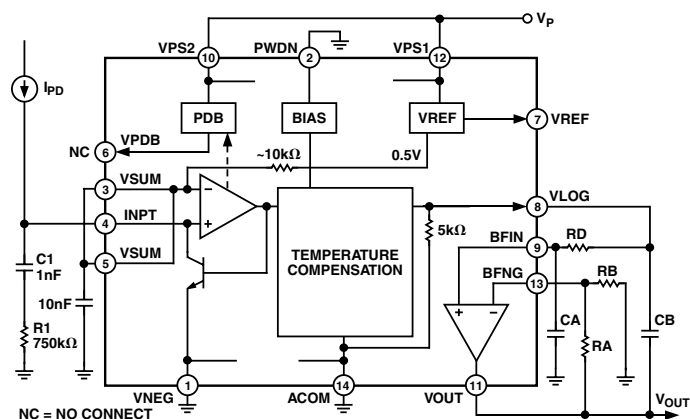 V_P
VPS2
PWDN
VPS1
10
2
12
I_PD
PDB
BIAS
VREF
7
VREF
VPDB
NC
6
~10kΩ
0.5V
VSUM
3
−
VLOG
8
INPT
4
+
5kΩ
BFIN
9
RD
VSUM
5
TEMPERATURE
COMPENSATION
C1
1nF
BFNG
13
RB
10nF
+
−
CA
CB
R1
750kΩ
RA
1
14
11
VNEG
ACOM
VOUT
V_OUT
NC = NO CONNECT